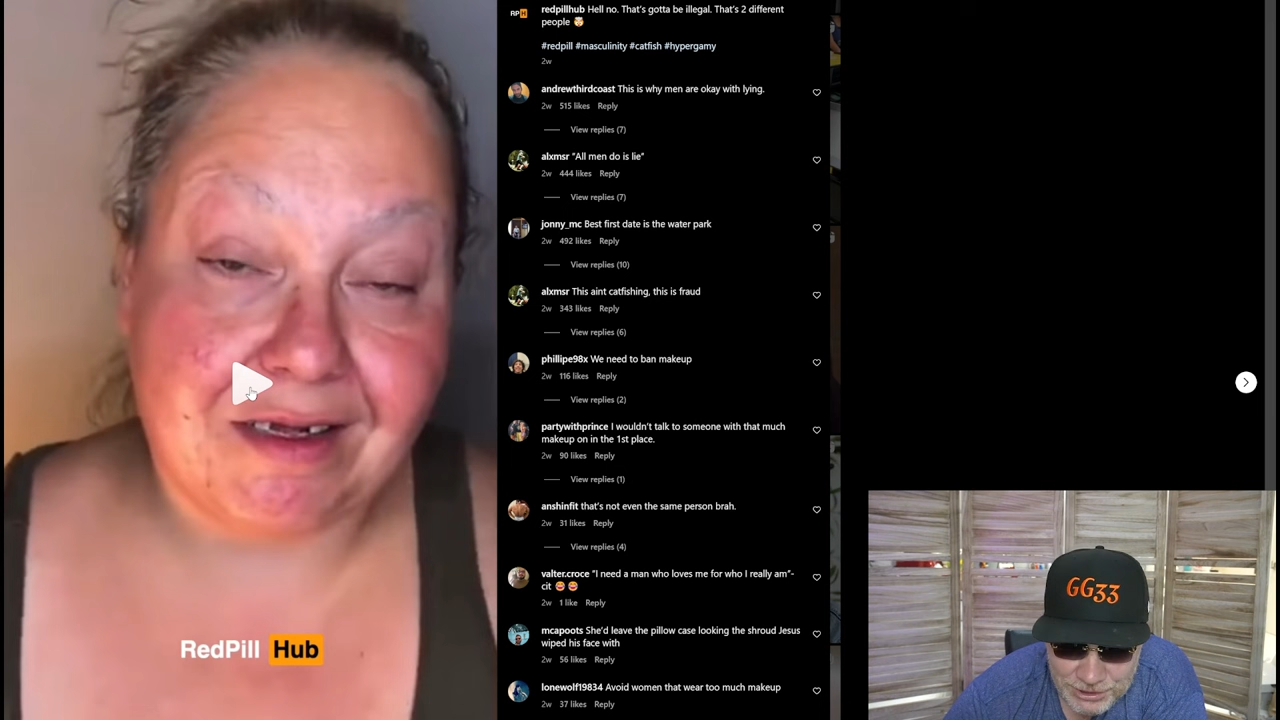 RPH
redpillhub Hell no. That's gotta be illegal. That's 2 different
people 🤯
#redpill #masculinity #catfish #hypergamy
2w
andrewthirdcoast This is why men are okay with lying.
2w 515 likes Reply
View replies (7)
alxmsr "All men do is lie"
2w 444 likes Reply
View replies (7)
jonny_mc Best first date is the water park
2w 492 likes Reply
View replies (10)
alxmsr This aint catfishing, this is fraud
2w 343 likes Reply
View replies (6)
phillipe98x We need to ban makeup
2w 116 likes Reply
View replies (2)
partywithprince I wouldn't talk to someone with that much
makeup on in the 1st place.
2w 90 likes Reply
View replies (1)
anshinfit that's not even the same person brah.
2w 31 likes Reply
View replies (4)
valter.croce "I need a man who loves me for who I really am"-
cit 😂 😂
2w 1 like Reply
mcapoots She'd leave the pillow case looking the shroud Jesus
wiped his face with
2w 56 likes Reply
lonewolf19834 Avoid women that wear too much makeup
2w 37 likes Reply
RedPill Hub
GG33